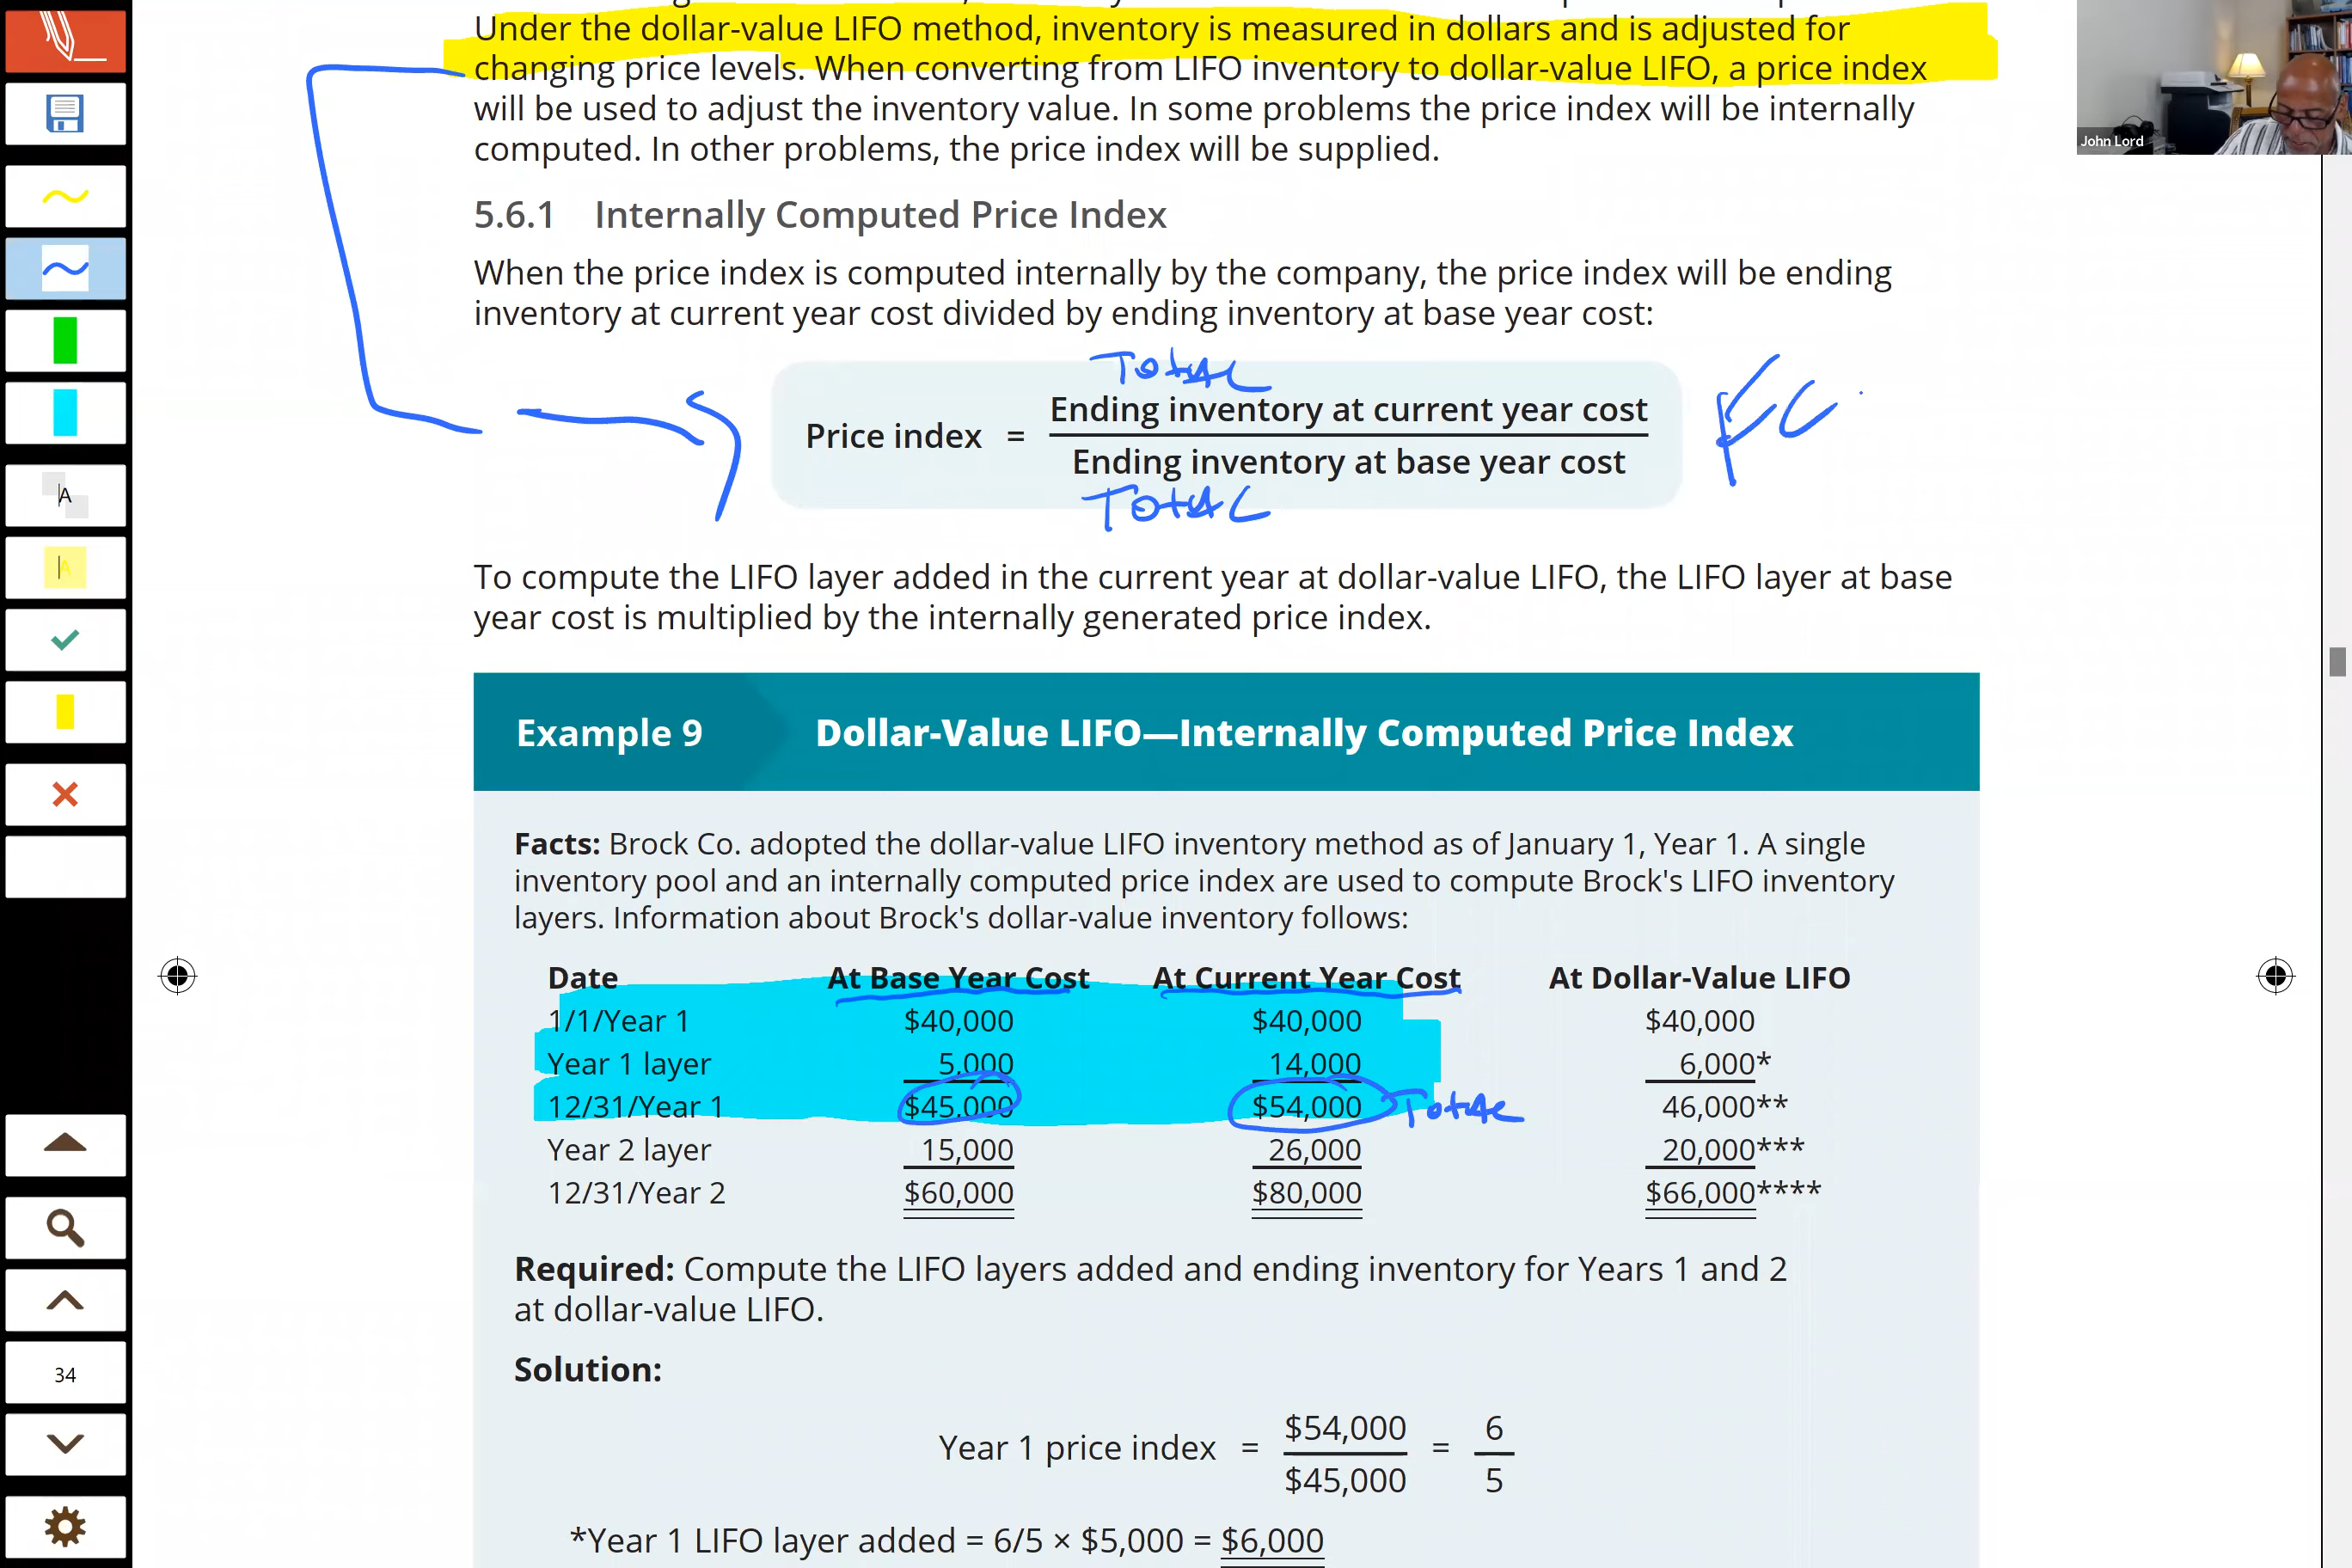 Under the dollar-value LIFO method, inventory is measured in dollars and is adjusted for
changing price levels. When converting from LIFO inventory to dollar-value LIFO, a price index
will be used to adjust the inventory value. In some problems the price index will be internally
computed. In other problems, the price index will be supplied.
John Lord
5.6.1 Internally Computed Price Index
When the price index is computed internally by the company, the price index will be ending
inventory at current year cost divided by ending inventory at base year cost:
Total
Price index = Ending inventory at current year cost
Ending inventory at base year cost
Total
To compute the LIFO layer added in the current year at dollar-value LIFO, the LIFO layer at base
year cost is multiplied by the internally generated price index.
Example 9 Dollar-Value LIFO—Internally Computed Price Index
Facts: Brock Co. adopted the dollar-value LIFO inventory method as of January 1, Year 1. A single
inventory pool and an internally computed price index are used to compute Brock's LIFO inventory
layers. Information about Brock's dollar-value inventory follows:
Date At Base Year Cost At Current Year Cost At Dollar-Value LIFO
1/1/Year 1 $40,000 $40,000 $40,000
Year 1 layer 5,000 14,000 6,000*
12/31/Year 1 $45,000 $54,000 Total 46,000**
Year 2 layer 15,000 26,000 20,000***
12/31/Year 2 $60,000 $80,000 $66,000****
Required: Compute the LIFO layers added and ending inventory for Years 1 and 2
at dollar-value LIFO.
Solution:
34
Year 1 price index = $54,000 = 6
$45,000 5
*Year 1 LIFO layer added = 6/5 × $5,000 = $6,000